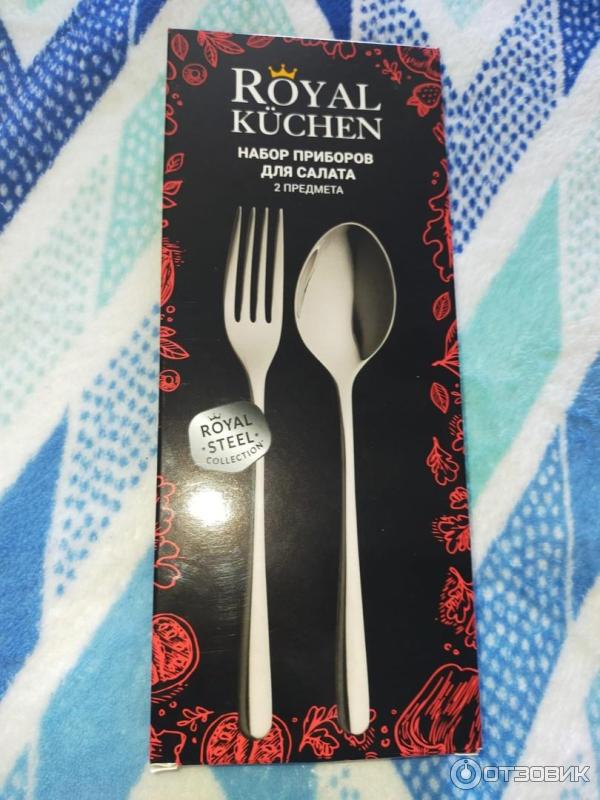 ROYAL
KÜCHEN
НАБОР ПРИБОРОВ
ДЛЯ САЛАТА
2 ПРЕДМЕТА
ROYAL
STEEL
COLLECTION
ОТЗОВИК